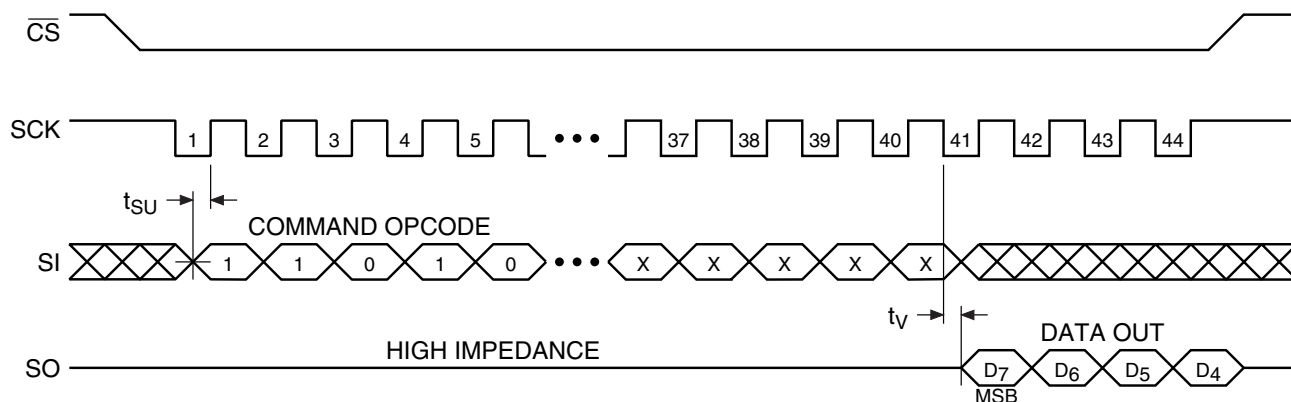 CS
SCK 1 2 3 4 5 ••• 37 38 39 40 41 42 43 44
tSU
COMMAND OPCODE
SI 1 1 0 1 0 ••• X X X X X
tV
DATA OUT
HIGH IMPEDANCE
SO D7 D6 D5 D4
MSB